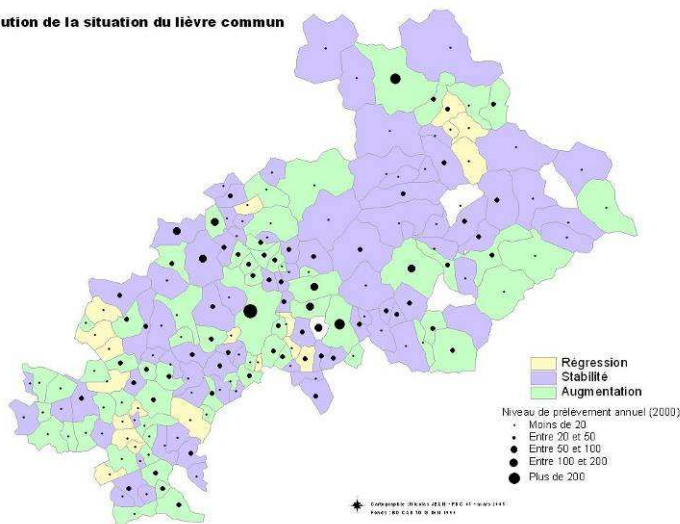 ution de la situation du lièvre commun
Régression
Stabilité
Augmentation
Niveau de prélèvement annuel (2000)
Moins de 20
Entre 20 et 50
Entre 50 et 100
Entre 100 et 200
Plus de 200
Cartographie